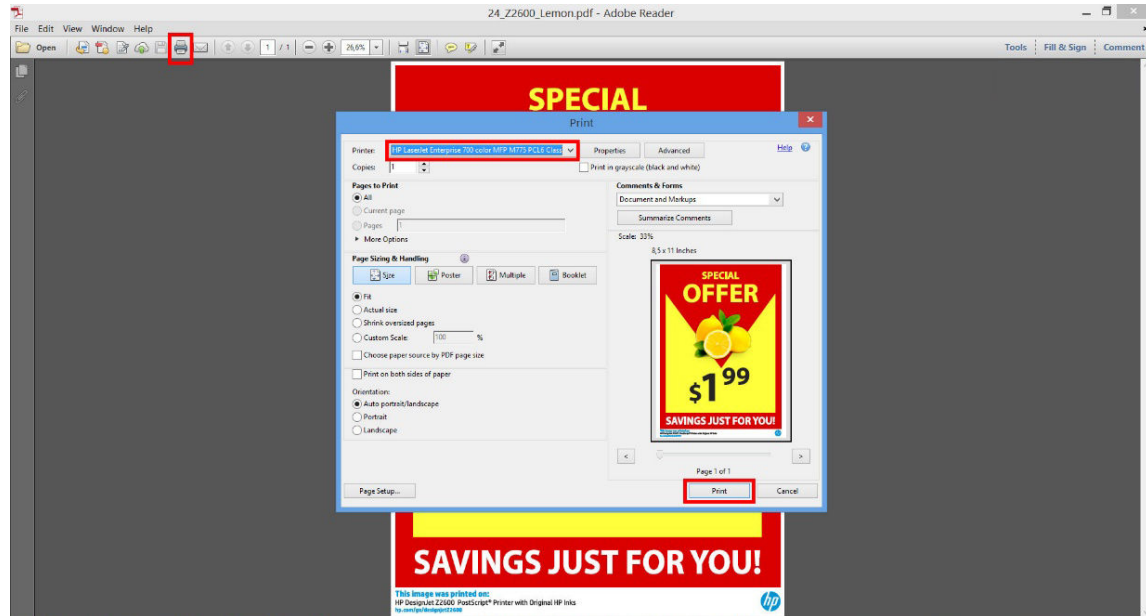 24_Z2600_Lemon.pdf - Adobe Reader
File Edit View Window Help
Open 1 / 1 26,6% Tools Fill & Sign Comment
SPECIAL
Print
Printer: HP LaserJet Enterprise 700 color MFP M775 PCL6 Class Properties Advanced Help
Copies: 1 Print in grayscale (black and white)
Pages to Print
All
Current page
Pages 1
More Options
Comments & Forms
Document and Markups
Summarize Comments
Page Sizing & Handling
Size Poster Multiple Booklet
Fit
Actual size
Shrink oversized pages
Custom Scale: 100 %
Choose paper source by PDF page size
Print on both sides of paper
Orientation:
Auto portrait/landscape
Portrait
Landscape
Scale: 33%
8,5 x 11 Inches
SPECIAL
OFFER
$1 99
SAVINGS JUST FOR YOU!
hp
< >
Page 1 of 1
Page Setup... Print Cancel
SAVINGS JUST FOR YOU!
This image was printed on:
HP DesignJet Z2600 PostScript® Printer with Original HP Inks
hp.com/go/designjetZ2600
hp